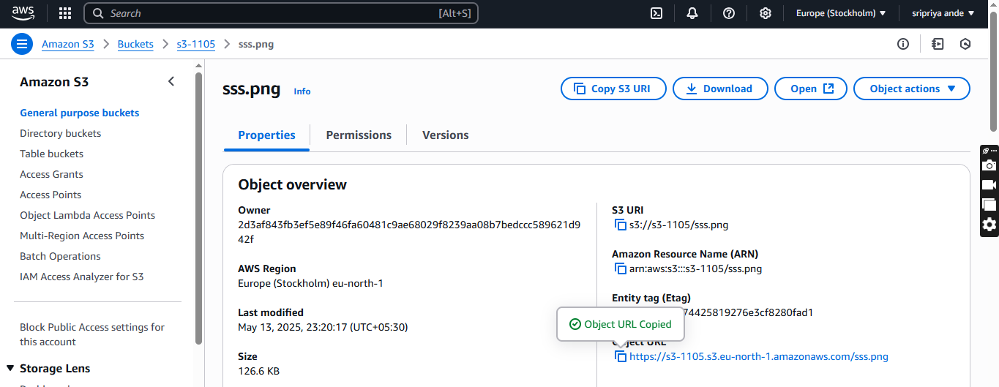 aws
Search [Alt+S]
Europe (Stockholm) sripriya ande
Amazon S3 > Buckets > s3-1105 > sss.png
Amazon S3
General purpose buckets
Directory buckets
Table buckets
Access Grants
Access Points
Object Lambda Access Points
Multi-Region Access Points
Batch Operations
IAM Access Analyzer for S3
Block Public Access settings for
this account
Storage Lens
sss.png Info
Copy S3 URI Download Open Object actions
Properties Permissions Versions
Object overview
Owner
2d3af843fb3ef5e89f46fa60481c9ae68029f8239aa08b7bedccc589621d9
42f
AWS Region
Europe (Stockholm) eu-north-1
Last modified
May 13, 2025, 23:20:17 (UTC+05:30)
Size
126.6 KB
S3 URI
s3://s3-1105/sss.png
Amazon Resource Name (ARN)
arn:aws:s3:::s3-1105/sss.png
Entity tag (Etag)
74425819276e3cf8280fad1
Object URL Copied
Object URL
https://s3-1105.s3.eu-north-1.amazonaws.com/sss.png